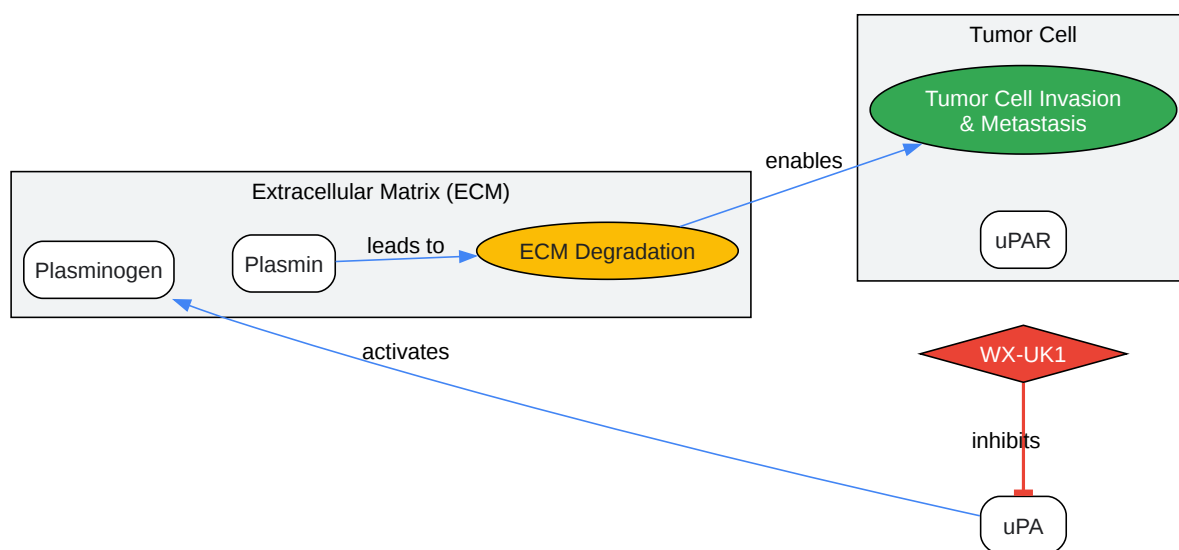 Tumor Cell
Tumor Cell Invasion
& Metastasis
enables
Extracellular Matrix (ECM)
Plasminogen
Plasmin
leads to
ECM Degradation
uPAR
activates
WX-UK1
inhibits
uPA